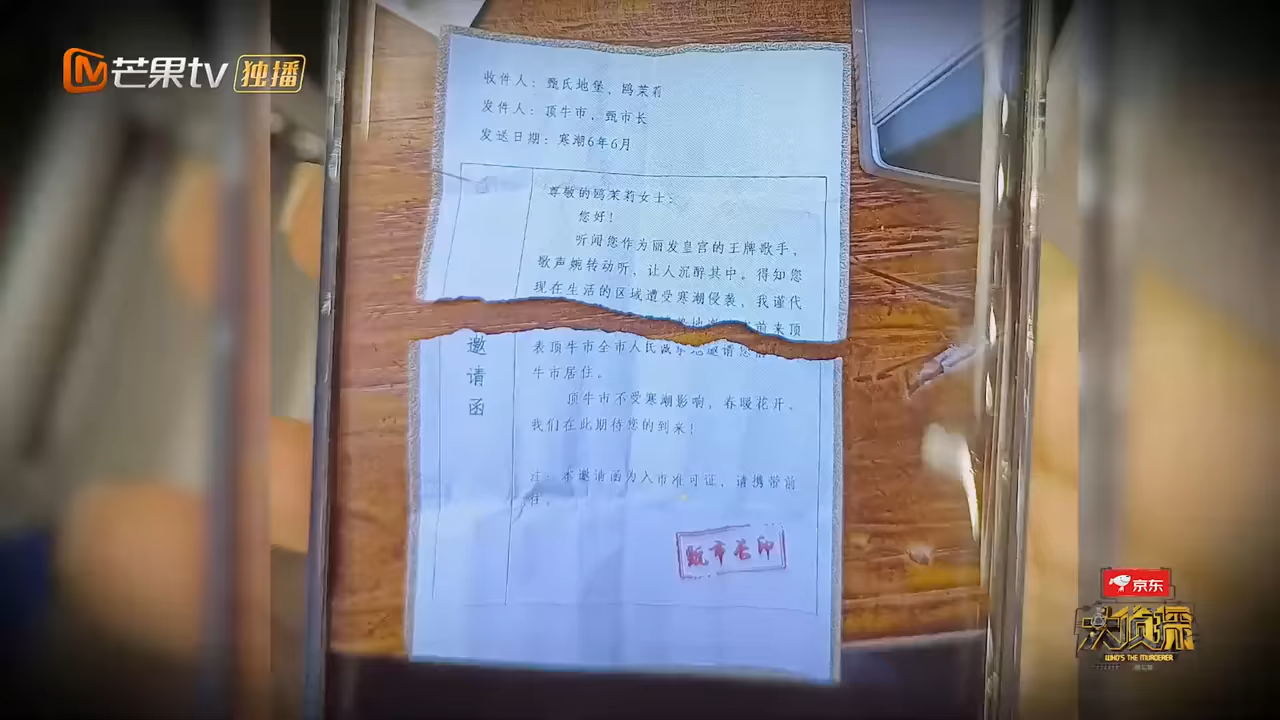 芒果tv 独播
收件人：甄氏地堡，鸥茉莉
发件人：顶牛市，甄市长
发送日期：寒潮6年6月
尊敬的鸥茉莉女士：
您好！
听闻您作为丽发皇宫的王牌歌手，
歌声婉转动听，让人沉醉其中。得知您
现在生活的区域遭受寒潮侵袭，我谨代
表顶牛市全市人民诚挚地邀请您前来顶
牛市居住。
顶牛市不受寒潮影响，春暖花开，
我们在此期待您的到来！
注：本邀请函为入市准可证，请携带前
往。
邀请函
甄市长印
京东
大侦探
WHO'S THE MURDERER